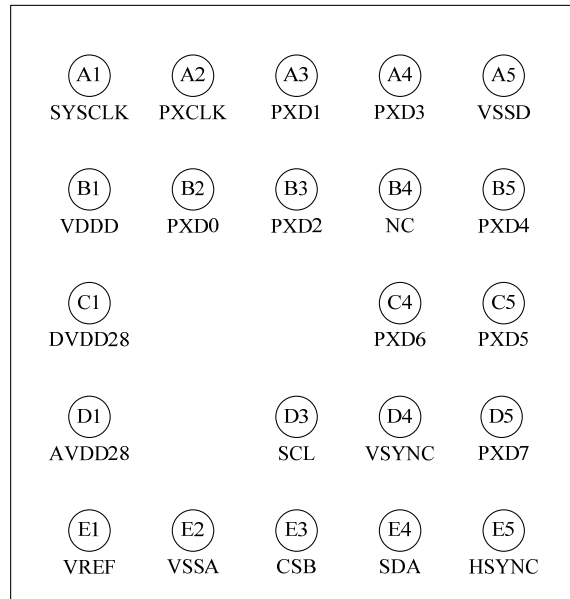 A1 A2 A3 A4 A5
SYSCLK PXCLK PXD1 PXD3 VSSD
B1 B2 B3 B4 B5
VDDD PXD0 PXD2 NC PXD4
C1 C4 C5
DVDD28 PXD6 PXD5
D1 D3 D4 D5
AVDD28 SCL VSYNC PXD7
E1 E2 E3 E4 E5
VREF VSSA CSB SDA HSYNC